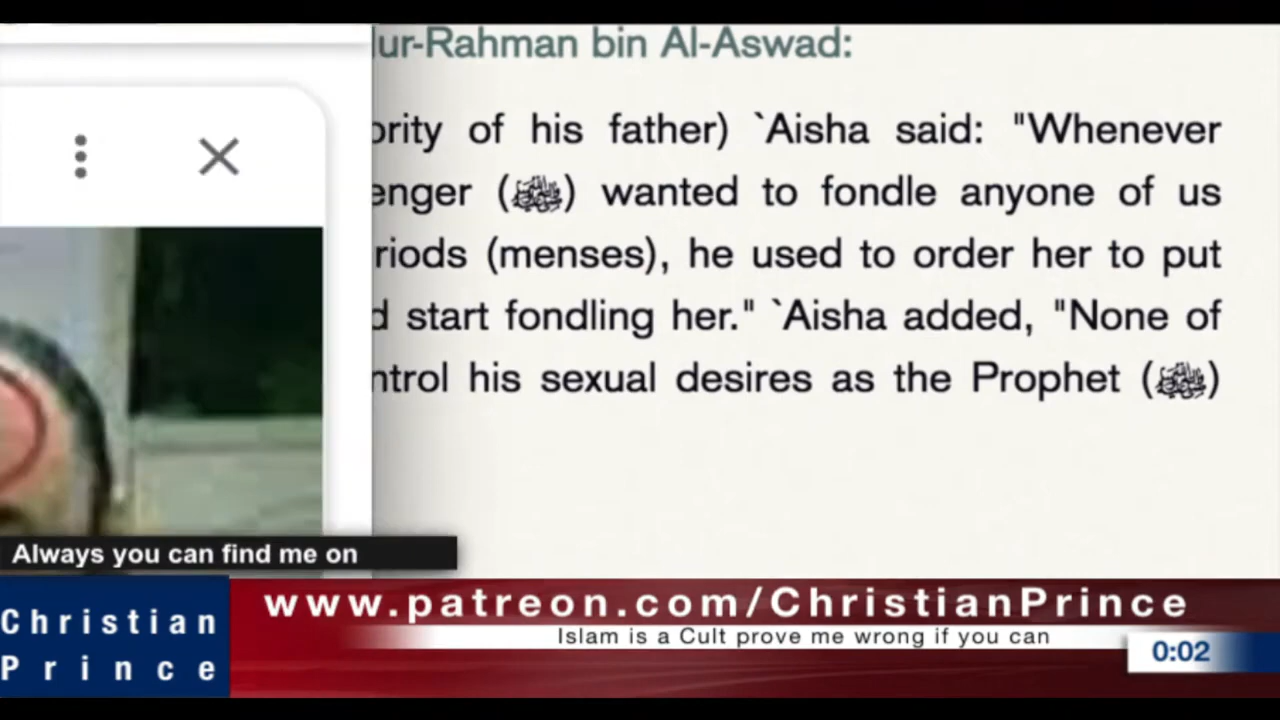 ur-Rahman bin Al-Aswad:
ority of his father) `Aisha said: "Whenever
enger (ﷺ) wanted to fondle anyone of us
riods (menses), he used to order her to put
d start fondling her." `Aisha added, "None of
ntrol his sexual desires as the Prophet (ﷺ)
Always you can find me on
Christian
Prince
www.patreon.com/ChristianPrince
Islam is a Cult prove me wrong if you can
0:02